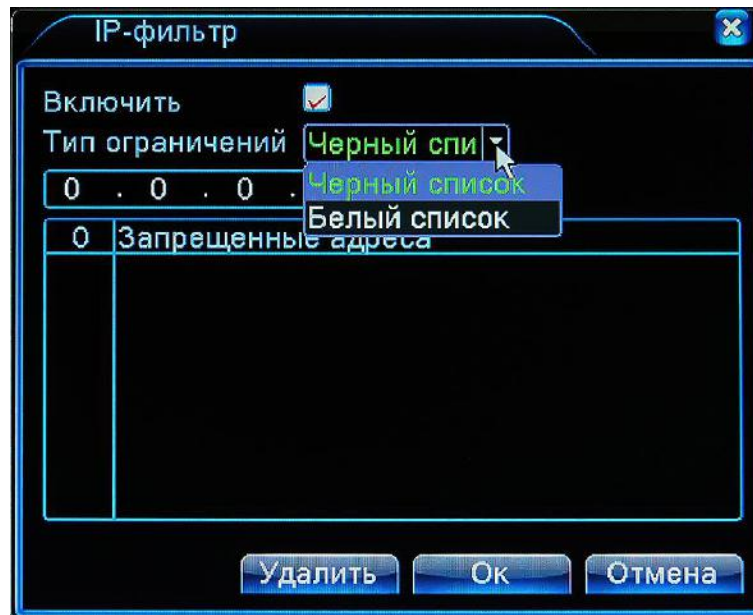 IP-фильтр
Включить
Тип ограничений Черный спи
0 . 0 . 0 .
Черный список
Белый список
0 Запрещенные адреса
Удалить Ок Отмена